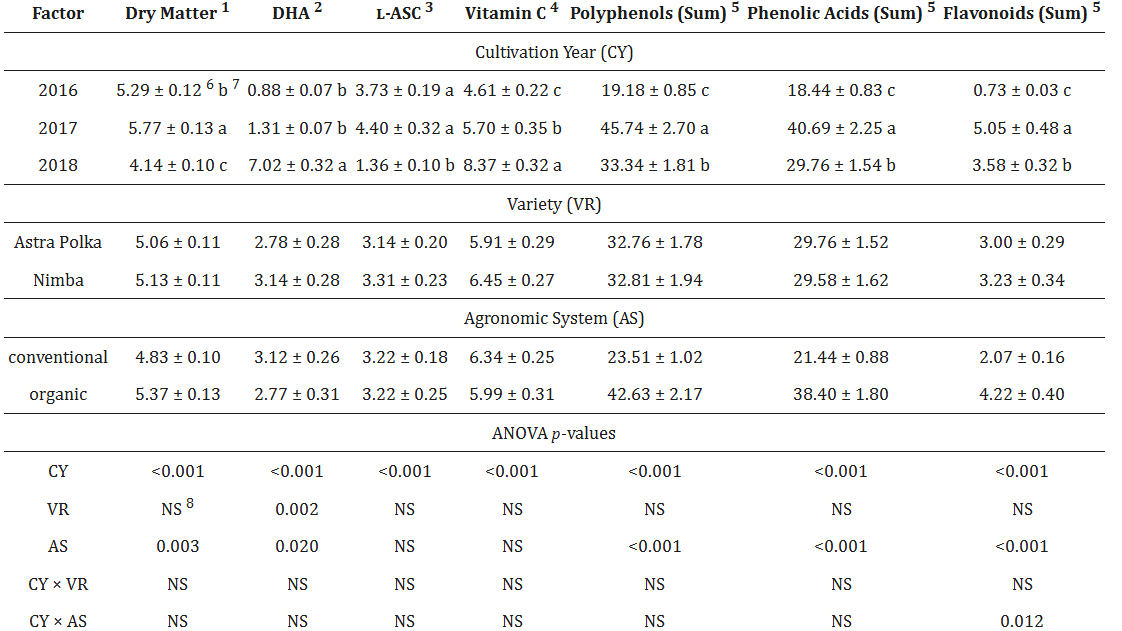 Factor Dry Matter 1 DHA 2 ʟ-ASC 3 Vitamin C 4 Polyphenols (Sum) 5 Phenolic Acids (Sum) 5 Flavonoids (Sum) 5
Cultivation Year (CY)
2016 5.29 ± 0.12 6 b 7 0.88 ± 0.07 b 3.73 ± 0.19 a 4.61 ± 0.22 c 19.18 ± 0.85 c 18.44 ± 0.83 c 0.73 ± 0.03 c
2017 5.77 ± 0.13 a 1.31 ± 0.07 b 4.40 ± 0.32 a 5.70 ± 0.35 b 45.74 ± 2.70 a 40.69 ± 2.25 a 5.05 ± 0.48 a
2018 4.14 ± 0.10 c 7.02 ± 0.32 a 1.36 ± 0.10 b 8.37 ± 0.32 a 33.34 ± 1.81 b 29.76 ± 1.54 b 3.58 ± 0.32 b
Variety (VR)
Astra Polka 5.06 ± 0.11 2.78 ± 0.28 3.14 ± 0.20 5.91 ± 0.29 32.76 ± 1.78 29.76 ± 1.52 3.00 ± 0.29
Nimba 5.13 ± 0.11 3.14 ± 0.28 3.31 ± 0.23 6.45 ± 0.27 32.81 ± 1.94 29.58 ± 1.62 3.23 ± 0.34
Agronomic System (AS)
conventional 4.83 ± 0.10 3.12 ± 0.26 3.22 ± 0.18 6.34 ± 0.25 23.51 ± 1.02 21.44 ± 0.88 2.07 ± 0.16
organic 5.37 ± 0.13 2.77 ± 0.31 3.22 ± 0.25 5.99 ± 0.31 42.63 ± 2.17 38.40 ± 1.80 4.22 ± 0.40
ANOVA p-values
CY <0.001 <0.001 <0.001 <0.001 <0.001 <0.001 <0.001
VR NS 8 0.002 NS NS NS NS NS
AS 0.003 0.020 NS NS <0.001 <0.001 <0.001
CY × VR NS NS NS NS NS NS NS
CY × AS NS NS NS NS NS NS 0.012